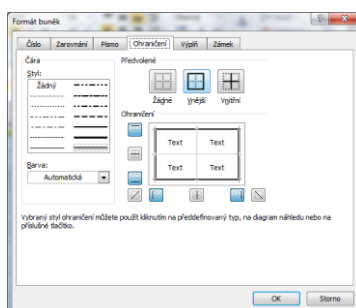 Formát buněk
Číslo Zarovnání Písmo Ohraničení Výplň Zámek
Čára
Styl:
Žádný
Barva:
Automatická
Předvolené
Žádné Vnější Vnitřní
Ohraničení
Text Text
Text Text
Vybraný styl ohraničení můžete použít kliknutím na předdefinovaný typ, na diagram náhledu nebo na
příslušné tlačítko.
OK Storno